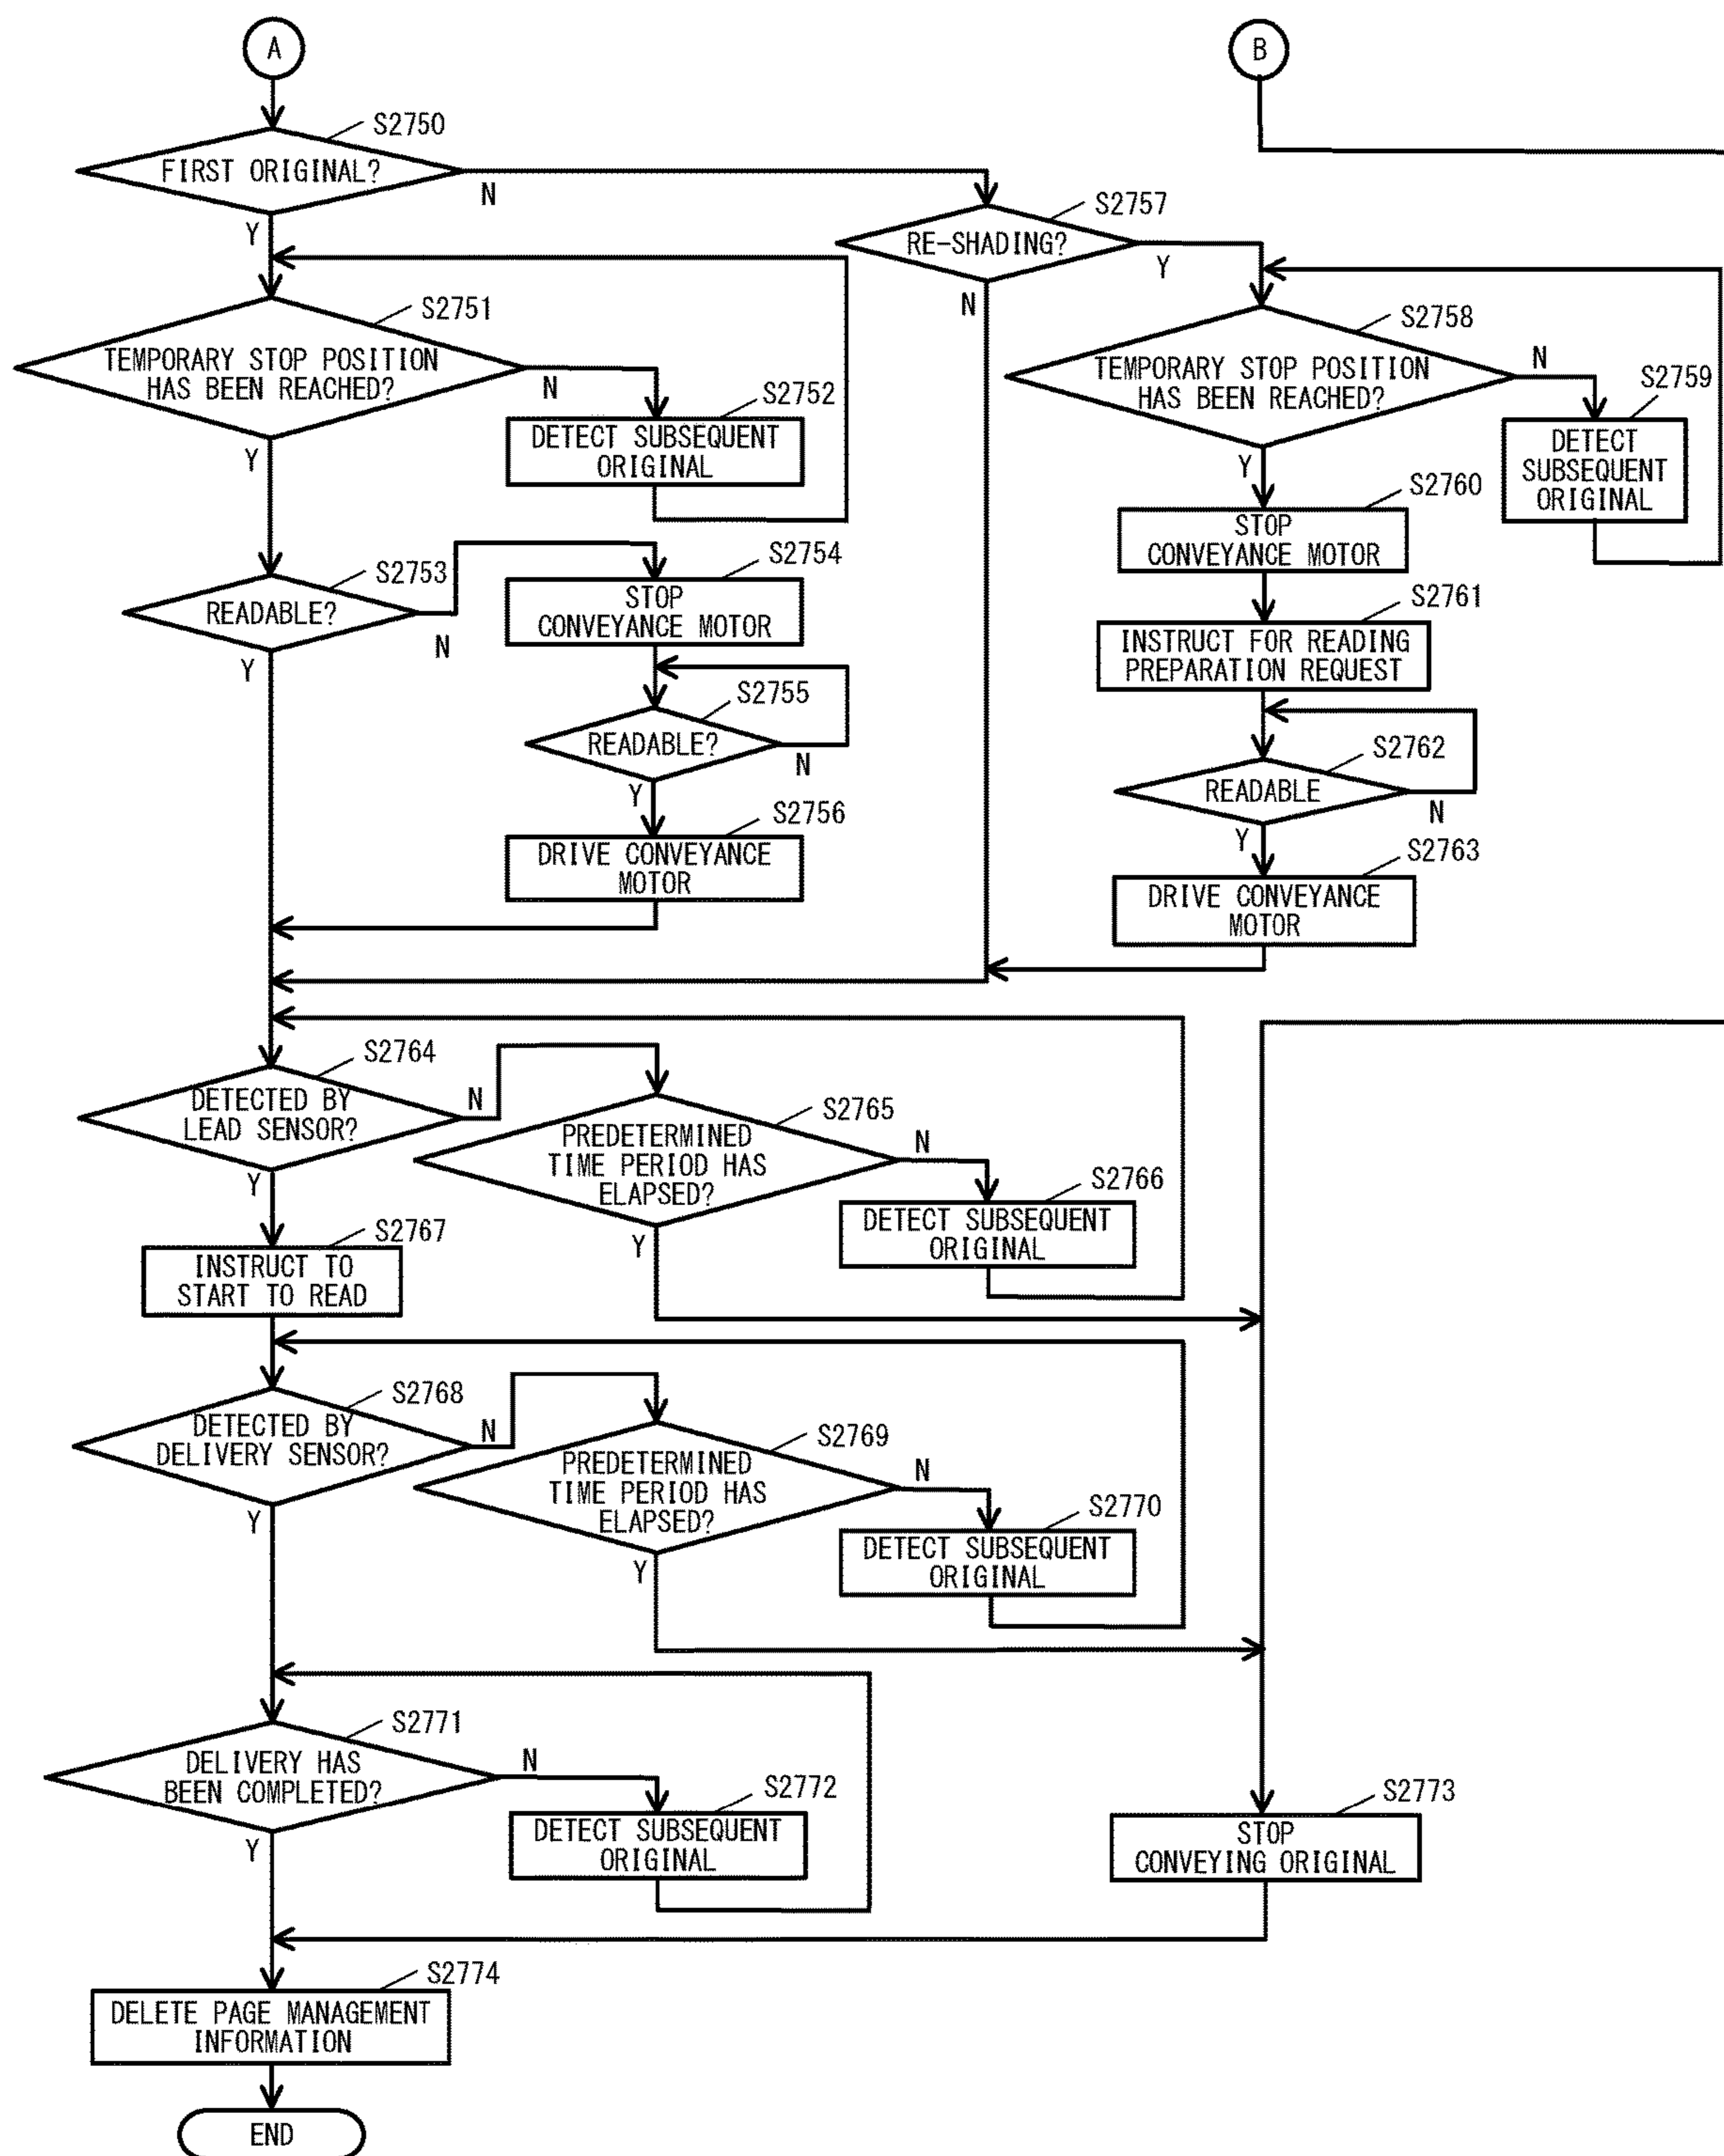 A
B
S2750
FIRST ORIGINAL?
N
Y
S2757
RE-SHADING?
Y
N
S2751
TEMPORARY STOP POSITION
HAS BEEN REACHED?
N
Y
S2752
DETECT SUBSEQUENT
ORIGINAL
S2758
TEMPORARY STOP POSITION
HAS BEEN REACHED?
N
Y
S2759
DETECT
SUBSEQUENT
ORIGINAL
S2760
STOP
CONVEYANCE MOTOR
S2753
READABLE?
N
Y
S2754
STOP
CONVEYANCE MOTOR
S2761
INSTRUCT FOR READING
PREPARATION REQUEST
S2755
READABLE?
N
Y
S2762
READABLE
N
Y
S2756
DRIVE CONVEYANCE
MOTOR
S2763
DRIVE CONVEYANCE
MOTOR
S2764
DETECTED BY
LEAD SENSOR?
N
Y
S2765
PREDETERMINED
TIME PERIOD HAS
ELAPSED?
N
Y
S2766
DETECT SUBSEQUENT
ORIGINAL
S2767
INSTRUCT TO
START TO READ
S2768
DETECTED BY
DELIVERY SENSOR?
N
Y
S2769
PREDETERMINED
TIME PERIOD HAS
ELAPSED?
N
Y
S2770
DETECT SUBSEQUENT
ORIGINAL
S2771
DELIVERY HAS
BEEN COMPLETED?
N
Y
S2772
DETECT SUBSEQUENT
ORIGINAL
S2773
STOP
CONVEYING ORIGINAL
S2774
DELETE PAGE MANAGEMENT
INFORMATION
END